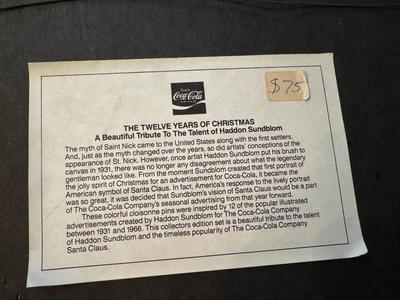 Enjoy
Coca-Cola
$75
THE TWELVE YEARS OF CHRISTMAS
A Beautiful Tribute To The Talent of Haddon Sundblom
The myth of Saint Nick came to the United States along with the first settlers.
And, just as the myth changed over the years, so did artists' conceptions of the
appearance of St. Nick. However, once artist Haddon Sundblom put his brush to
canvas in 1931, there was no longer any disagreement about what the legendary
gentleman looked like. From the moment Sundblom created that first portrait of
the jolly spirit of Christmas for an advertisement for Coca-Cola, it became the
American symbol of Santa Claus. In fact, America's response to the lively portrait
was so great, it was decided that Sundblom's vision of Santa Claus would be a part
of The Coca-Cola Company's seasonal advertising from that year forward.
These colorful cloisonne pins were inspired by 12 of the popular illustrated
advertisements created by Haddon Sundblom for The Coca-Cola Company
between 1931 and 1966. This collectors edition set is a beautiful tribute to the talent
of Haddon Sundblom and the timeless popularity of The Coca-Cola Company
Santa Claus.